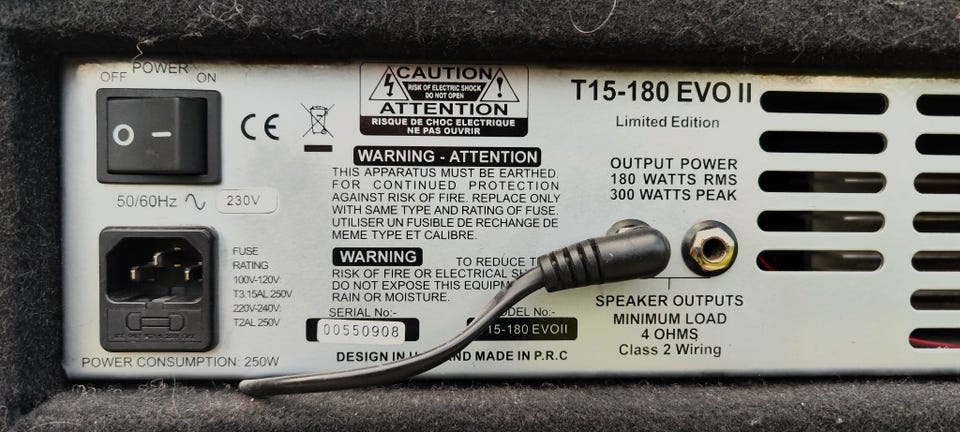 POWER
OFF ON
O –
50/60Hz 230V
FUSE
RATING
100V-120V:
T3.15AL 250V
220V-240V:
T2AL 250V
POWER CONSUMPTION: 250W
CE
CAUTION
RISK OF ELECTRIC SHOCK
DO NOT OPEN
ATTENTION
RISQUE DE CHOC ELECTRIQUE
NE PAS OUVRIR
WARNING - ATTENTION
THIS APPARATUS MUST BE EARTHED.
FOR CONTINUED PROTECTION
AGAINST RISK OF FIRE. REPLACE ONLY
WITH SAME TYPE AND RATING OF FUSE.
UTILISER UN FUSIBLE DE RECHARGE DE
MEME TYPE ET CALIBRE.
WARNING TO REDUCE
RISK OF FIRE OR ELECTRICAL
DO NOT EXPOSE THIS
RAIN OR MOISTURE.
SERIAL No:-
00550908
MODEL No:-
T15-180 EVOII
DESIGN IN AND MADE IN P.R.C
T15-180 EVO II
Limited Edition
OUTPUT POWER
180 WATTS RMS
300 WATTS PEAK
SPEAKER OUTPUTS
MINIMUM LOAD
4 OHMS
Class 2 Wiring